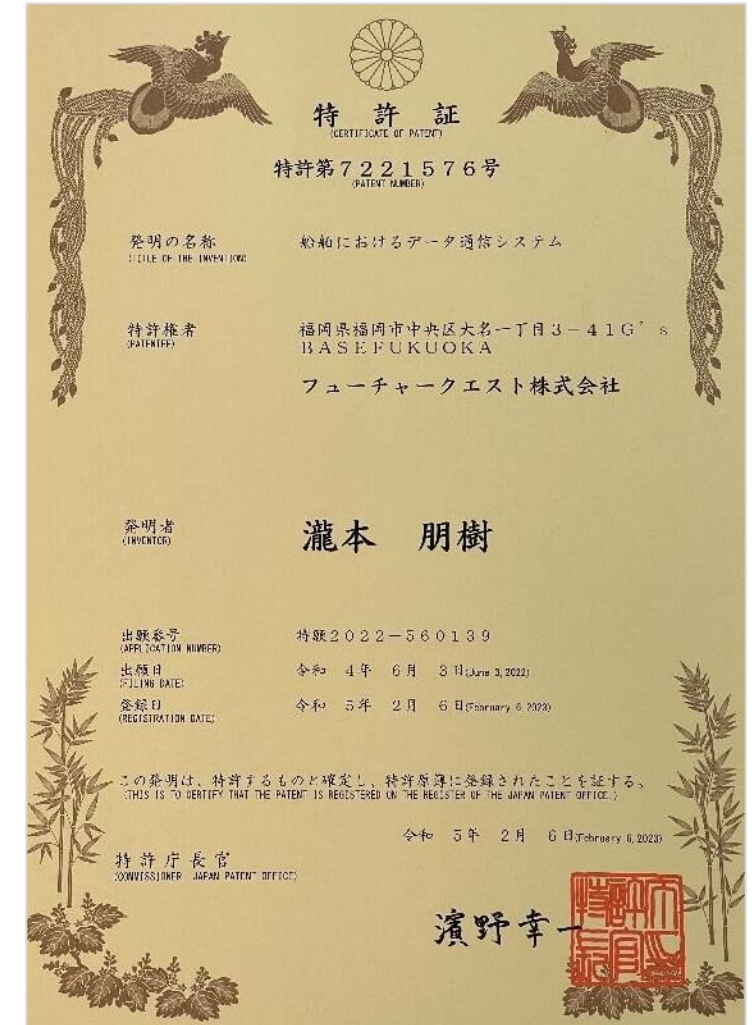 特許証
(CERTIFICATE OF PATENT)
特許第7221576号
(PATENT NUMBER)
発明の名称
(TITLE OF THE INVENTION)
船舶におけるデータ通信システム
特許権者
(PATENTEE)
福岡県福岡市中央区大名一丁目3-41G's
BASEFUKUOKA
フューチャークエスト株式会社
発明者
(INVENTOR)
瀧本 朋樹
出願番号
(APPLICATION NUMBER)
特願2022-560139
出願日
(FILING DATE)
令和 4年 6月 3日(June 3, 2022)
登録日
(REGISTRATION DATE)
令和 5年 2月 6日(February 6, 2023)
この発明は、特許するものと確定し、特許原簿に登録されたことを証する。
(THIS IS TO CERTIFY THAT THE PATENT IS REGISTERED ON THE REGISTER OF THE JAPAN PATENT OFFICE.)
令和 5年 2月 6日(February 6, 2023)
特許庁長官
(COMMISSIONER, JAPAN PATENT OFFICE)
濱野幸一